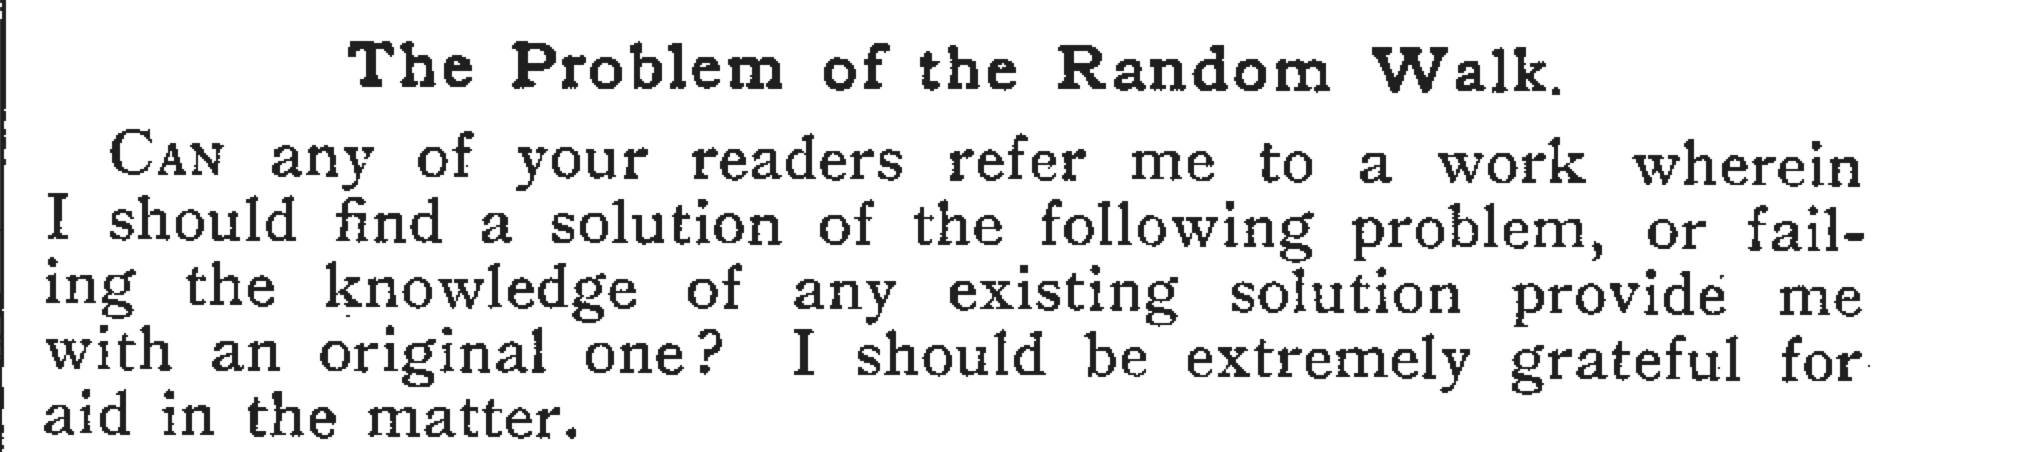 The Problem of the Random Walk.
CAN any of your readers refer me to a work wherein
I should find a solution of the following problem, or fail-
ing the knowledge of any existing solution provide me
with an original one? I should be extremely grateful for
aid in the matter.